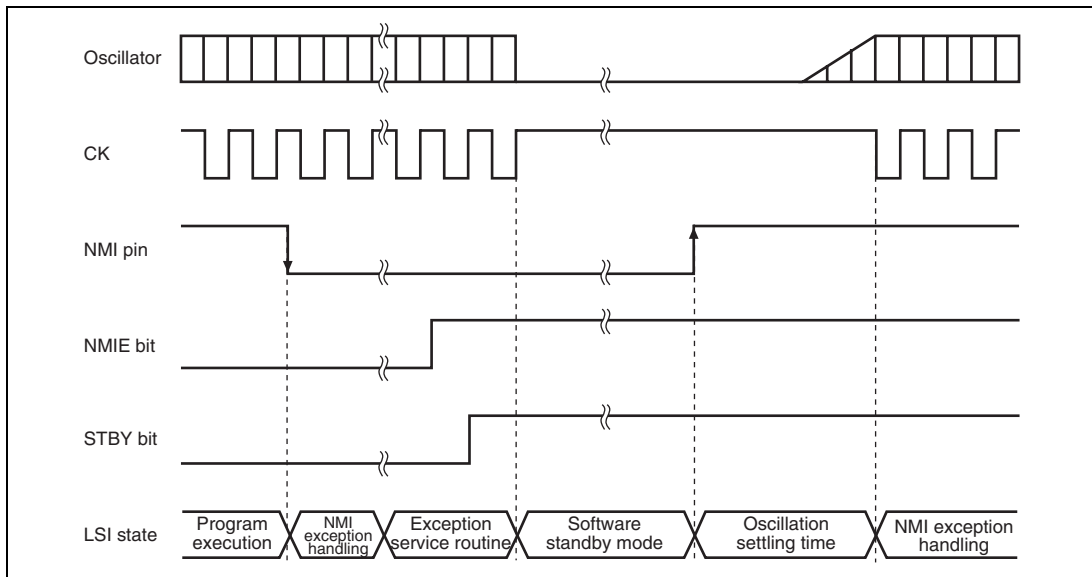 Oscillator
CK
NMI pin
NMIE bit
STBY bit
LSI state
Program
execution
NMI
exception
handling
Exception
service routine
Software
standby mode
Oscillation
settling time
NMI exception
handling